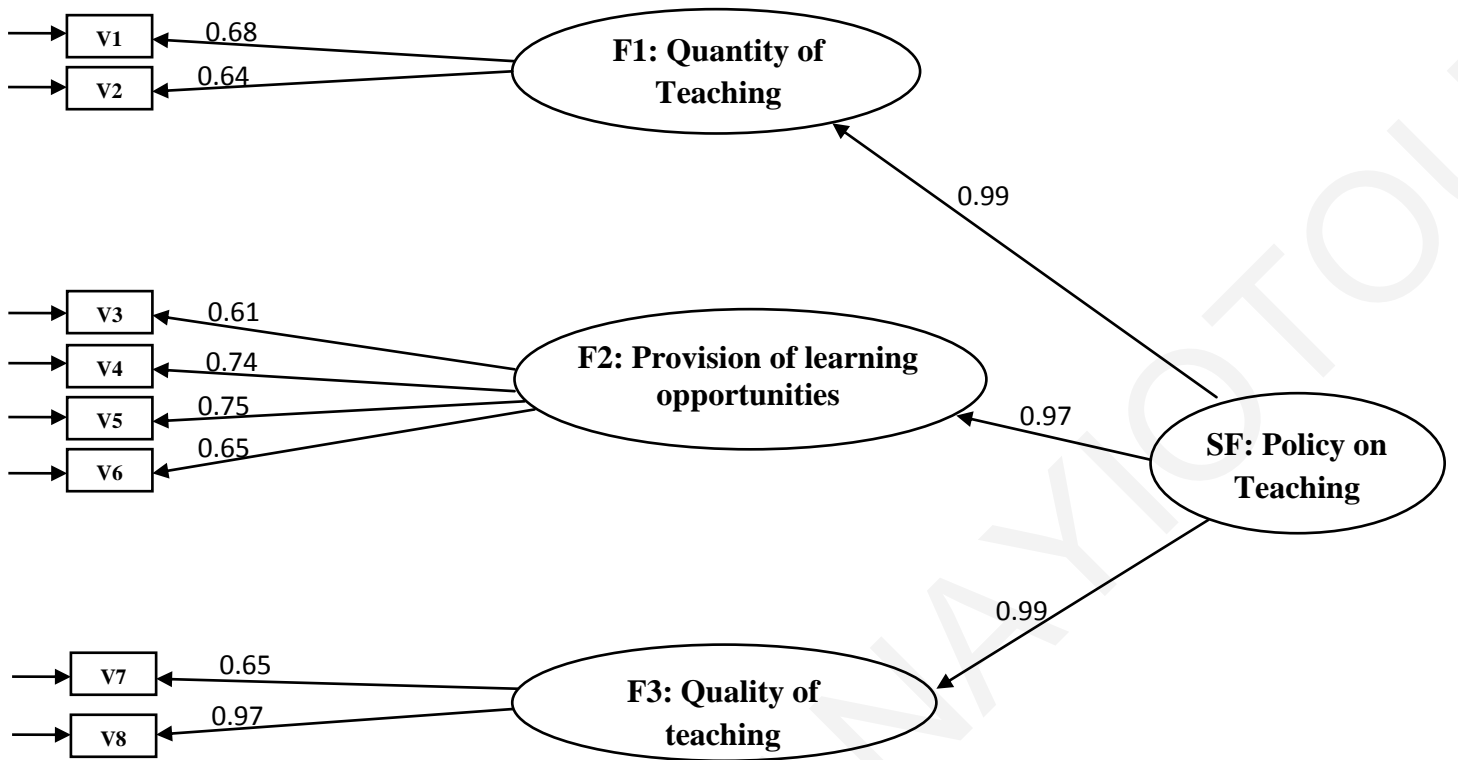 V1
0.68
V2
0.64
F1: Quantity of
Teaching
0.99
V3
0.61
V4
0.74
V5
0.75
V6
0.65
F2: Provision of learning
opportunities
0.97
SF: Policy on
Teaching
0.99
V7
0.65
V8
0.97
F3: Quality of
teaching